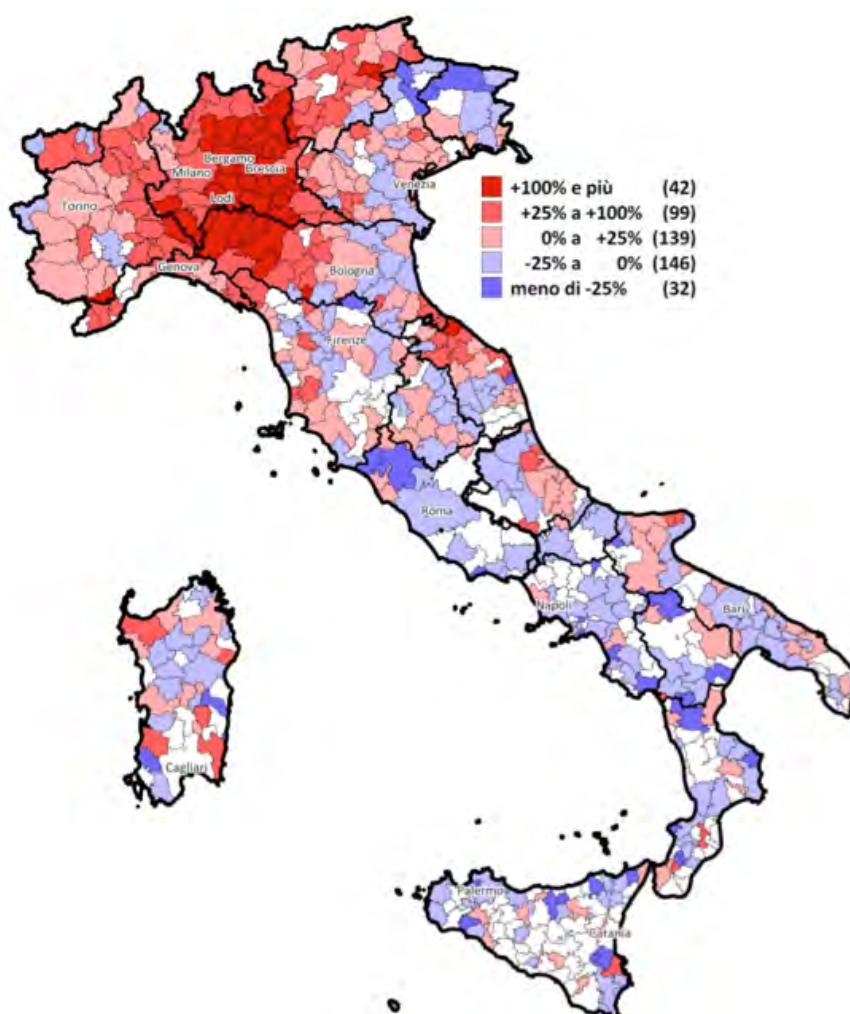 Bergamo
Milano
Brescia
Lodi
Torino
Venezia
Genova
Bologna
Firenze
+100% e più (42)
+25% a +100% (99)
0% a +25% (139)
-25% a 0% (146)
meno di -25% (32)
Roma
Napoli
Bari
Cagliari
Palermo
Catania